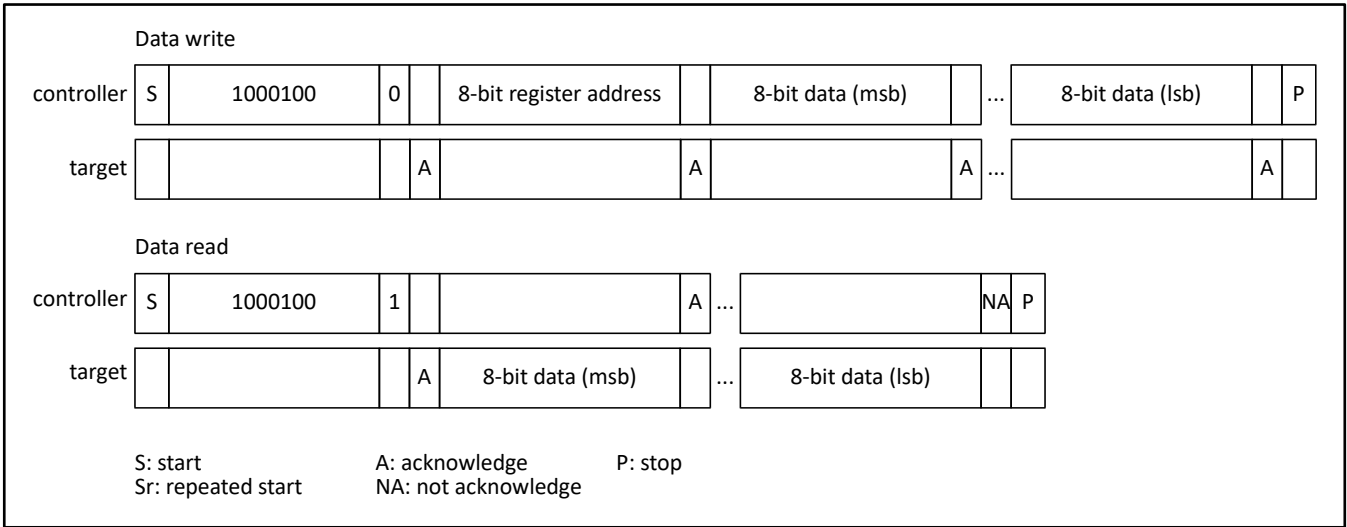 Data write
controller S 1000100 0 8-bit register address 8-bit data (msb) ... 8-bit data (lsb) P
target A A A ... A
Data read
controller S 1000100 1 A ... NA P
target A 8-bit data (msb) ... 8-bit data (lsb)
S: start A: acknowledge P: stop
Sr: repeated start NA: not acknowledge